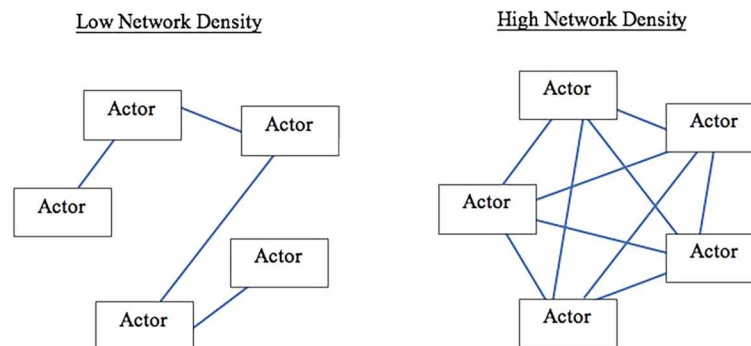 Low Network Density
High Network Density
Actor
Actor
Actor
Actor
Actor
Actor
Actor
Actor
Actor
Actor